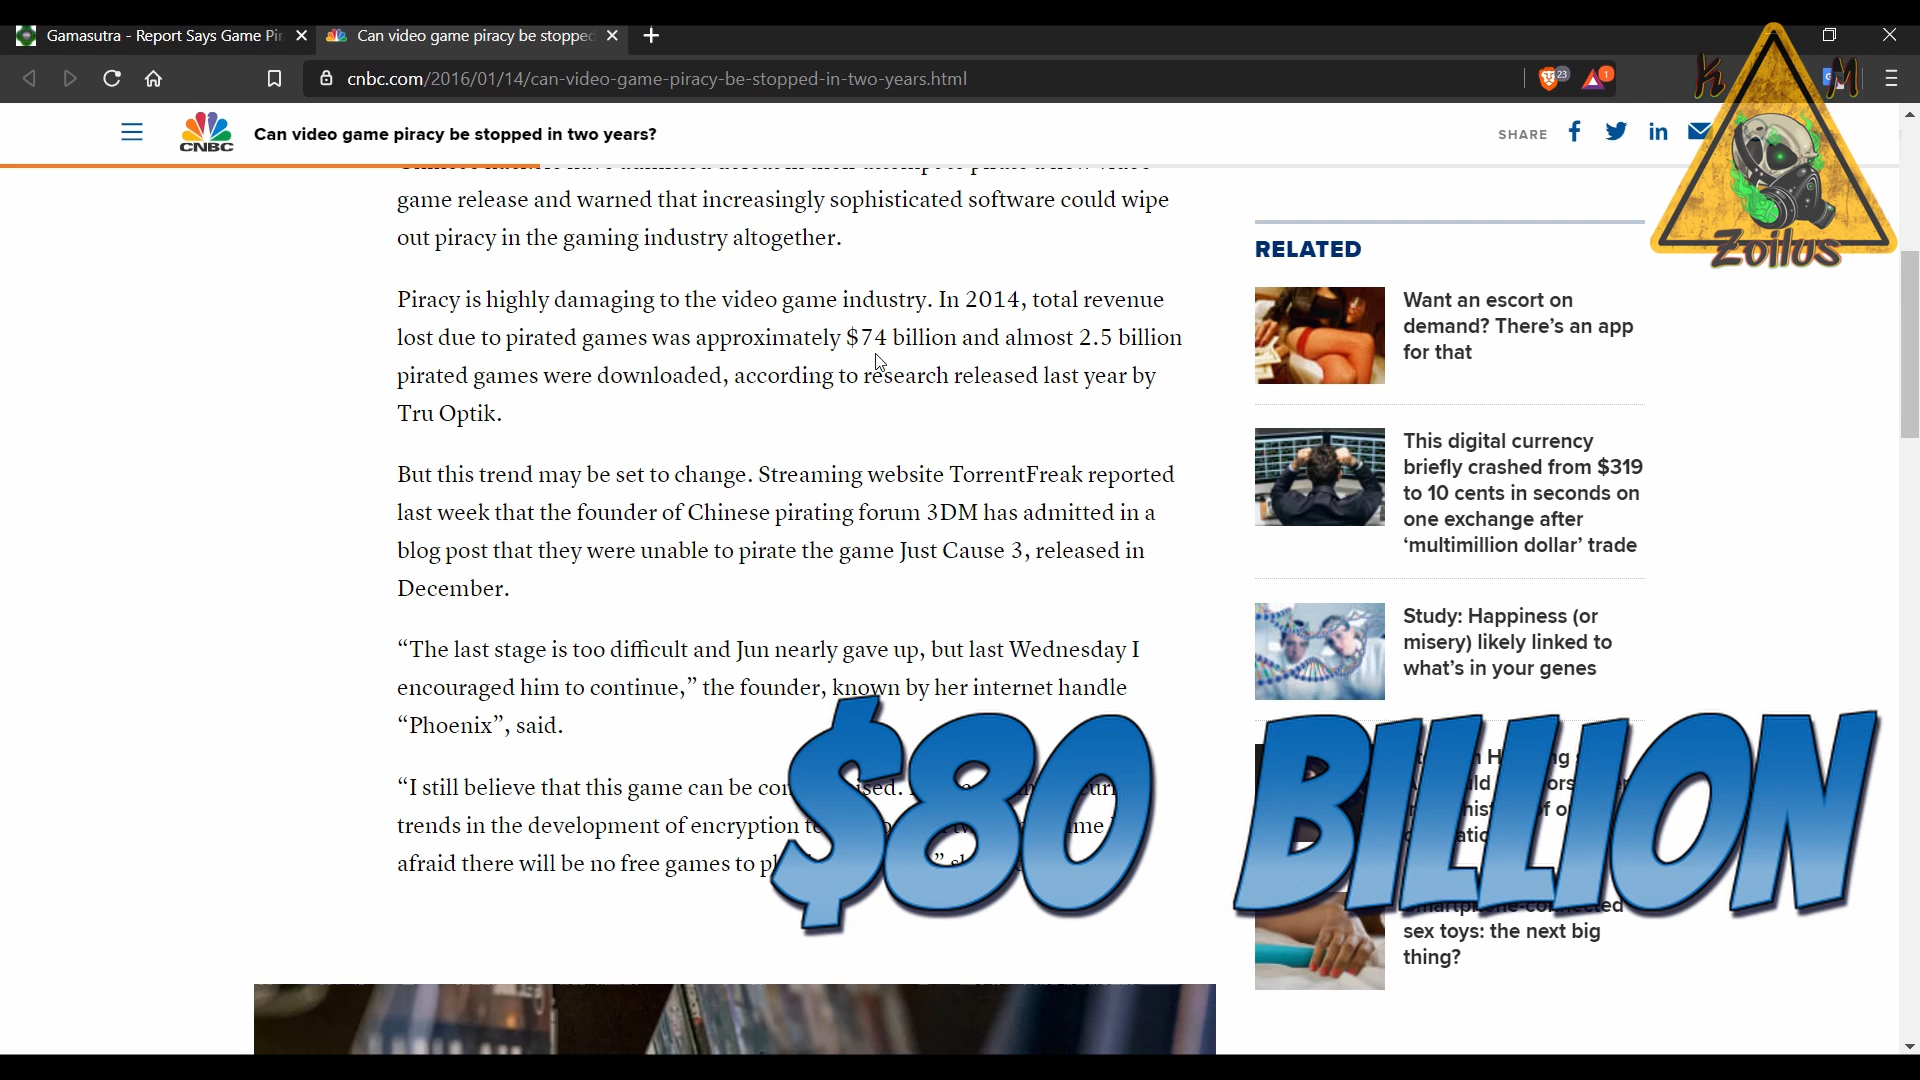 Gamasutra - Report Says Game Pir
Can video game piracy be stopped
cnbc.com/2016/01/14/can-video-game-piracy-be-stopped-in-two-years.html
23
1
K M
CNBC
Can video game piracy be stopped in two years?
SHARE
Zoilus
game release and warned that increasingly sophisticated software could wipe
out piracy in the gaming industry altogether.
Piracy is highly damaging to the video game industry. In 2014, total revenue
lost due to pirated games was approximately $74 billion and almost 2.5 billion
pirated games were downloaded, according to research released last year by
Tru Optik.
But this trend may be set to change. Streaming website TorrentFreak reported
last week that the founder of Chinese pirating forum 3DM has admitted in a
blog post that they were unable to pirate the game Just Cause 3, released in
December.
“The last stage is too difficult and Jun nearly gave up, but last Wednesday I
encouraged him to continue,” the founder, known by her internet handle
“Phoenix”, said.
“I still believe that this game can be
trends in the development of encryption
afraid there will be no free games to
$80 BILLION
RELATED
Want an escort on
demand? There’s an app
for that
This digital currency
briefly crashed from $319
to 10 cents in seconds on
one exchange after
‘multimillion dollar’ trade
Study: Happiness (or
misery) likely linked to
what’s in your genes
Smartphone-connected
sex toys: the next big
thing?